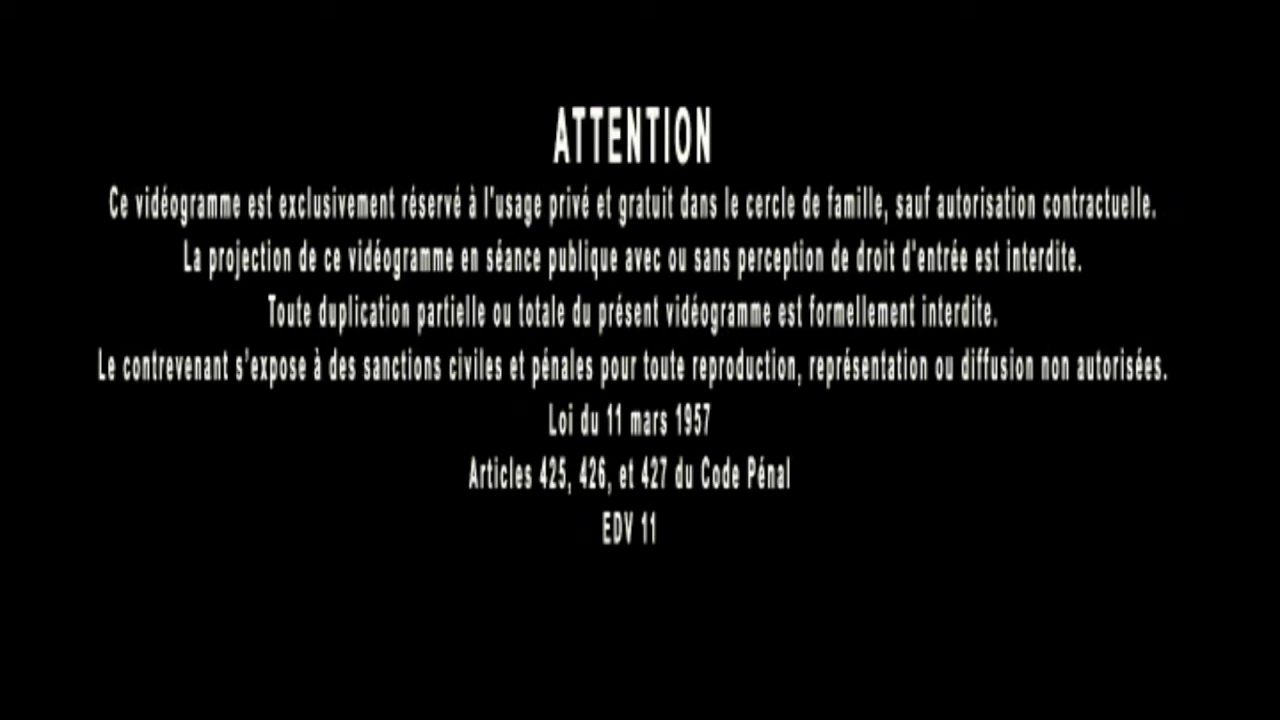 ATTENTION
Ce vidéogramme est exclusivement réservé à l'usage privé et gratuit dans le cercle de famille, sauf autorisation contractuelle.
La projection de ce vidéogramme en séance publique avec ou sans perception de droit d'entrée est interdite.
Toute duplication partielle ou totale du présent vidéogramme est formellement interdite.
Le contrevenant s'expose à des sanctions civiles et pénales pour toute reproduction, représentation ou diffusion non autorisées.
Loi du 11 mars 1957
Articles 425, 426, et 427 du Code Pénal
EDV 11